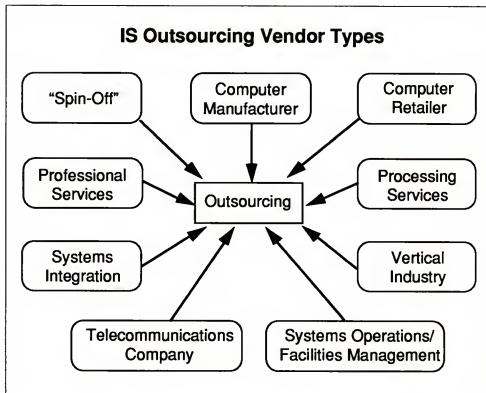 IS Outsourcing Vendor Types
“Spin-Off”
Computer
Manufacturer
Computer
Retailer
Professional
Services
Outsourcing
Processing
Services
Systems
Integration
Vertical
Industry
Telecommunications
Company
Systems Operations/
Facilities Management